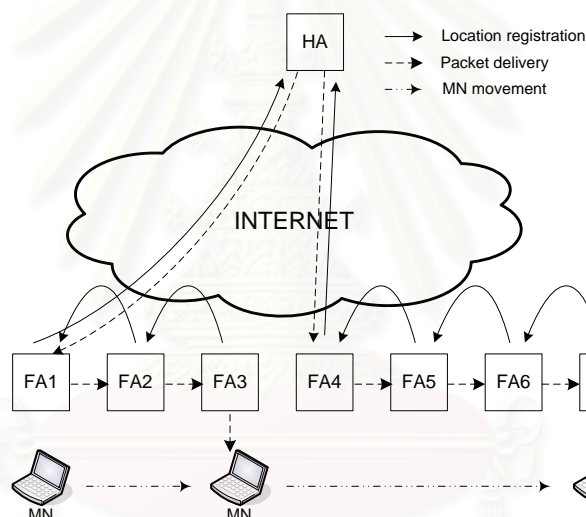 HA
Location registration
Packet delivery
MN movement
INTERNET
FA1
FA2
FA3
FA4
FA5
FA6
MN
MN